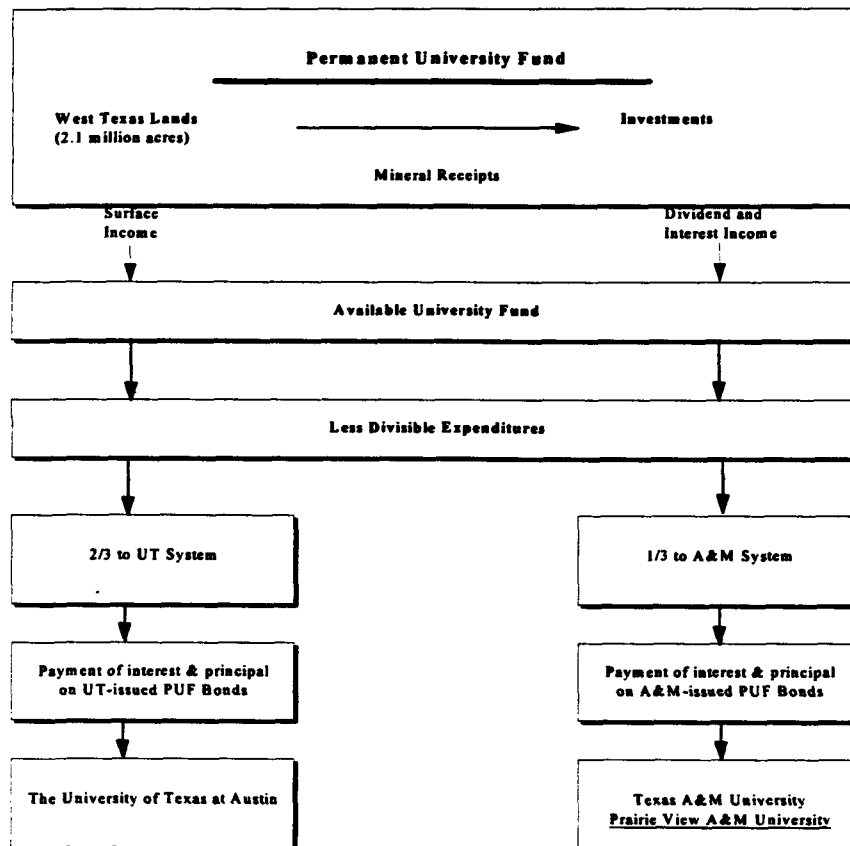 Permanent University Fund
West Texas Lands
(2.1 million acres)
Investments
Mineral Receipts
Surface
Income
Dividend and
Interest Income
Available University Fund
Less Divisible Expenditures
2/3 to UT System
1/3 to A&M System
Payment of interest & principal
on UT-issued PUF Bonds
Payment of interest & principal
on A&M-issued PUF Bonds
The University of Texas at Austin
Texas A&M University
Prairie View A&M University